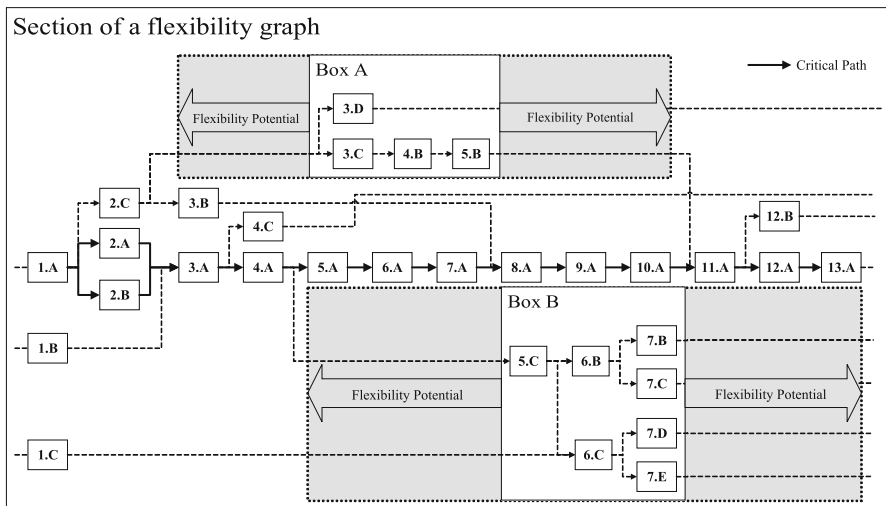 Section of a flexibility graph
Box A
Critical Path
Flexibility Potential
3.D
Flexibility Potential
3.C
4.B
5.B
2.C
3.B
4.C
12.B
2.A
1.A
3.A
4.A
5.A
6.A
7.A
8.A
9.A
10.A
11.A
12.A
13.A
2.B
Box B
1.B
7.B
5.C
6.B
7.C
Flexibility Potential
Flexibility Potential
7.D
1.C
6.C
7.E